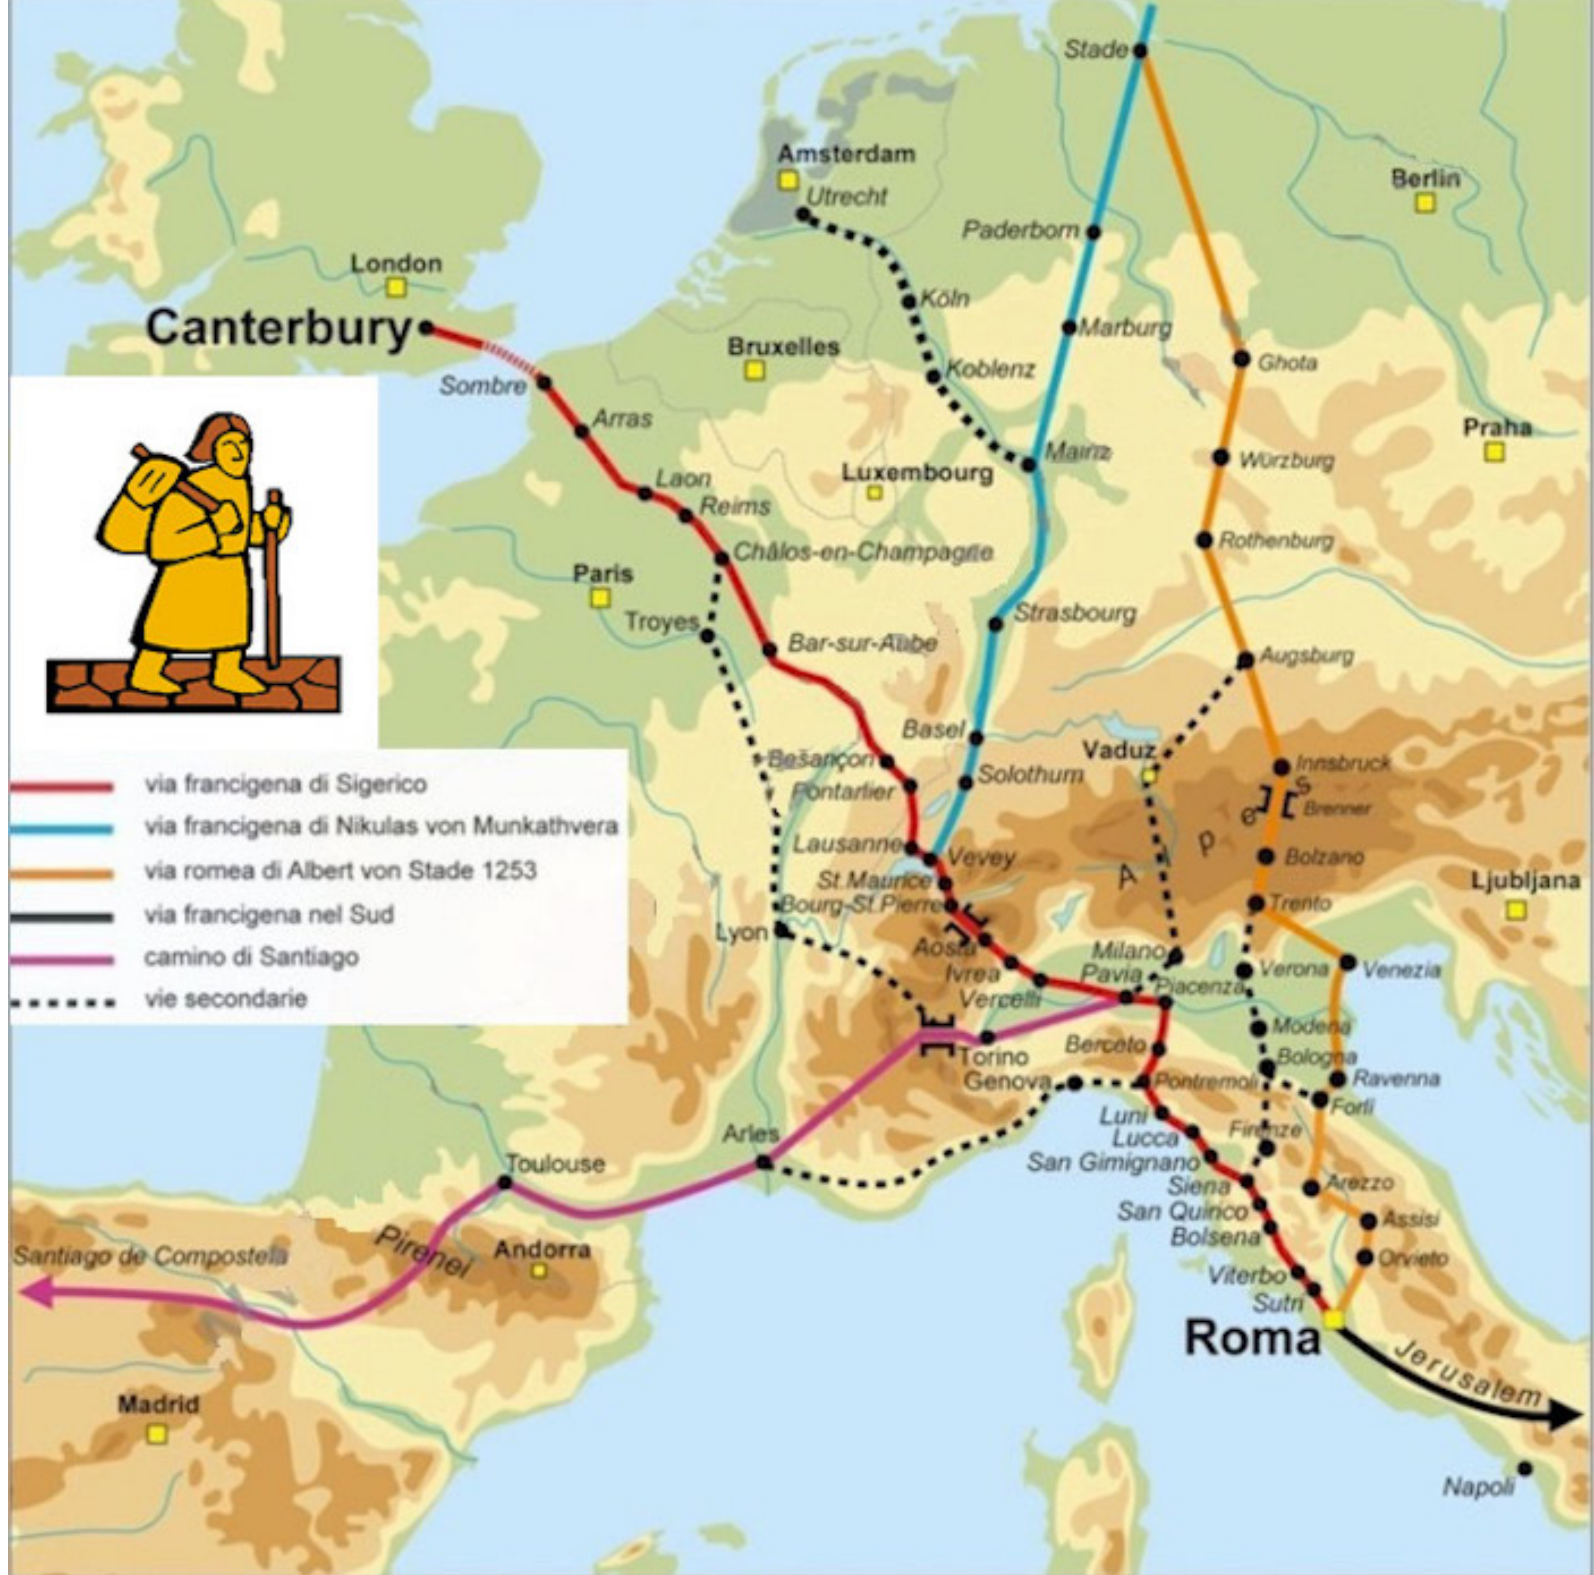 Stade
Amsterdam
Utrecht
Berlin
Paderborn
London
Köln
Canterbury
Marburg
Bruxelles
Ghota
Koblenz
Sombre
Arras
Praha
Mainz
Würzburg
Luxembourg
Laon
Reims
Rothenburg
Châlos-en-Champagne
Paris
Strasbourg
Troyes
Bar-sur-Aube
Augsburg
Basel
Vaduz
Besançon
Innsbruck
Solothurn
via francigena di Sigerico
Pontarlier
Brenner
via francigena di Nikulas von Munkathvera
Lausanne
Vevey
A p e s
Bolzano
via romea di Albert von Stade 1253
St.Maurice
Ljubljana
Bourg-St.Pierre
Trento
via francigena nel Sud
Lyon
Aosta
Milano
camino di Santiago
Ivrea
Pavia
Verona
Venezia
vie secondarie
Vercelli
Piacenza
Modena
Berceto
Torino
Bologna
Genova
Pontremoli
Ravenna
Forlì
Luni
Arles
Lucca
Firenze
Toulouse
San Gimignano
Siena
Arezzo
San Quirico
Assisi
Pirenei
Andorra
Bolsena
Santiago de Compostela
Orvieto
Viterbo
Sutri
Roma
Jerusalem
Madrid
Napoli